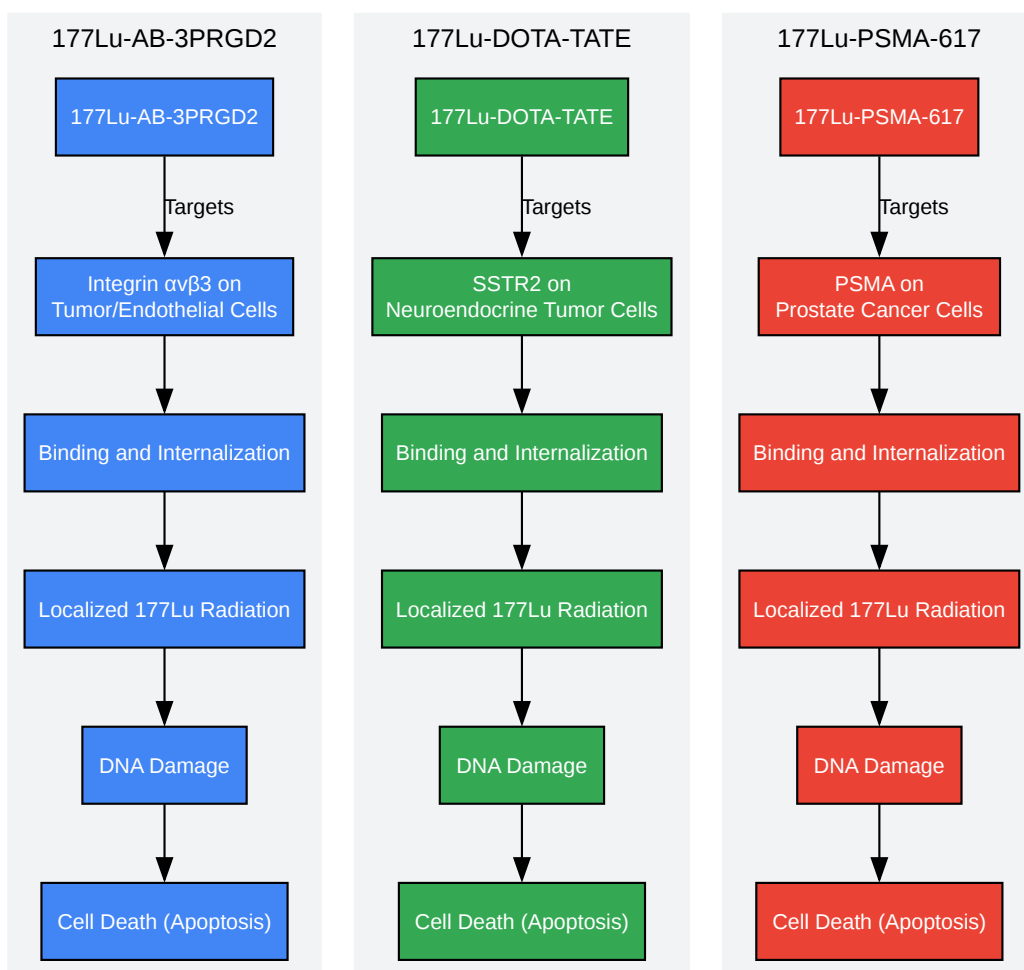 177Lu-AB-3PRGD2
177Lu-AB-3PRGD2
Targets
Integrin αvβ3 on
Tumor/Endothelial Cells
Binding and Internalization
Localized 177Lu Radiation
DNA Damage
Cell Death (Apoptosis)
177Lu-DOTA-TATE
177Lu-DOTA-TATE
Targets
SSTR2 on
Neuroendocrine Tumor Cells
Binding and Internalization
Localized 177Lu Radiation
DNA Damage
Cell Death (Apoptosis)
177Lu-PSMA-617
177Lu-PSMA-617
Targets
PSMA on
Prostate Cancer Cells
Binding and Internalization
Localized 177Lu Radiation
DNA Damage
Cell Death (Apoptosis)